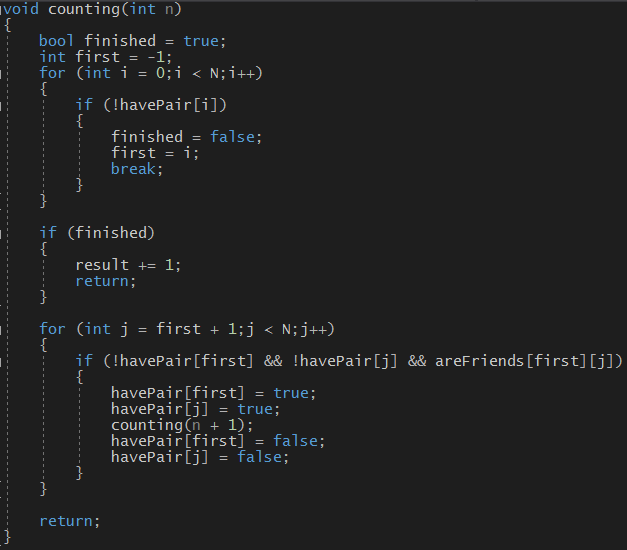 void counting(int n)
{
    bool finished = true;
    int first = -1;
    for (int i = 0;i < N;i++)
    {
        if (!havePair[i])
        {
            finished = false;
            first = i;
            break;
        }
    }

    if (finished)
    {
        result += 1;
        return;
    }

    for (int j = first + 1;j < N;j++)
    {
        if (!havePair[first] && !havePair[j] && areFriends[first][j])
        {
            havePair[first] = true;
            havePair[j] = true;
            counting(n + 1);
            havePair[first] = false;
            havePair[j] = false;
        }
    }

    return;
}